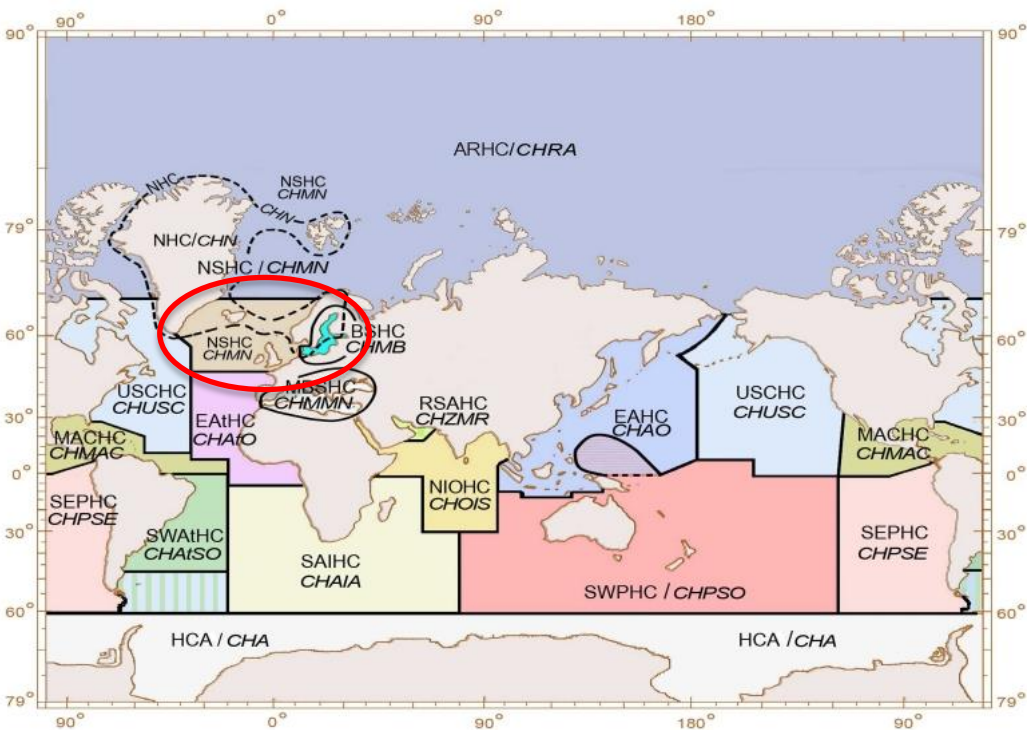 90° 0° 90° 180° 90°
90° 90°
ARHC/CHRA
NHC
NSHC
CHMN
CHN
79° 79°
NHC/CHN
NSHC / CHMN
60° 60°
NSHC
CHMN
BSHC
CHMB
USCHC
CHUSC
MBSHC
CHMMN
RSAHC
CHZMR
EAtHC
CHAtO
EAHC
CHAO
USCHC
CHUSC
30° 30°
MACHC
CHMAC
MACHC
CHMAC
0° 0°
SEPHC
CHPSE
NIOHC
CHOIS
SWAtHC
CHAtSO
SEPHC
CHPSE
30° 30°
SAIHC
CHAIA
SWPHC / CHPSO
60° 60°
HCA / CHA HCA / CHA
79° 79°
90° 0° 90° 180° 90°